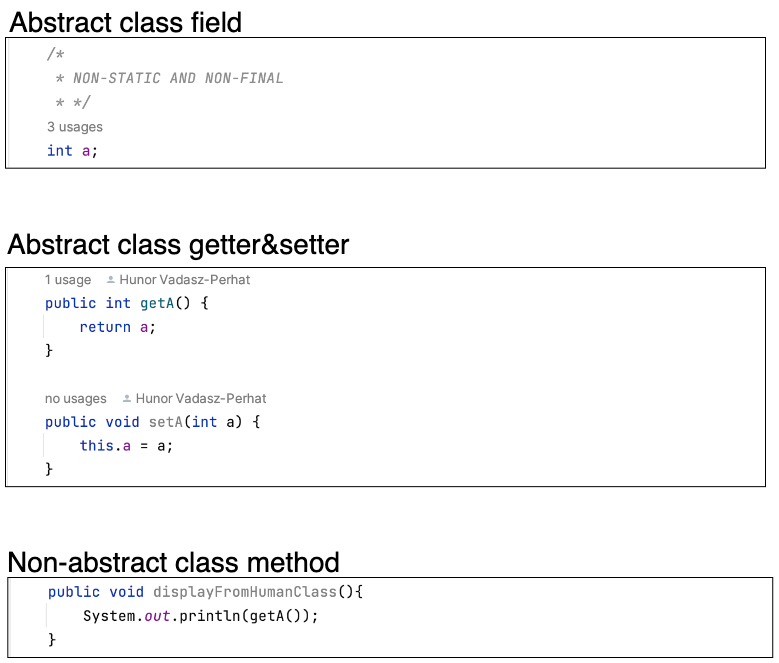 Abstract class field
/*
* NON-STATIC AND NON-FINAL
* */
3 usages
int a;
Abstract class getter&setter
1 usage Hunor Vadasz-Perhat
public int getA() {
return a;
}
no usages Hunor Vadasz-Perhat
public void setA(int a) {
this.a = a;
}
Non-abstract class method
public void displayFromHumanClass(){
System.out.println(getA());
}